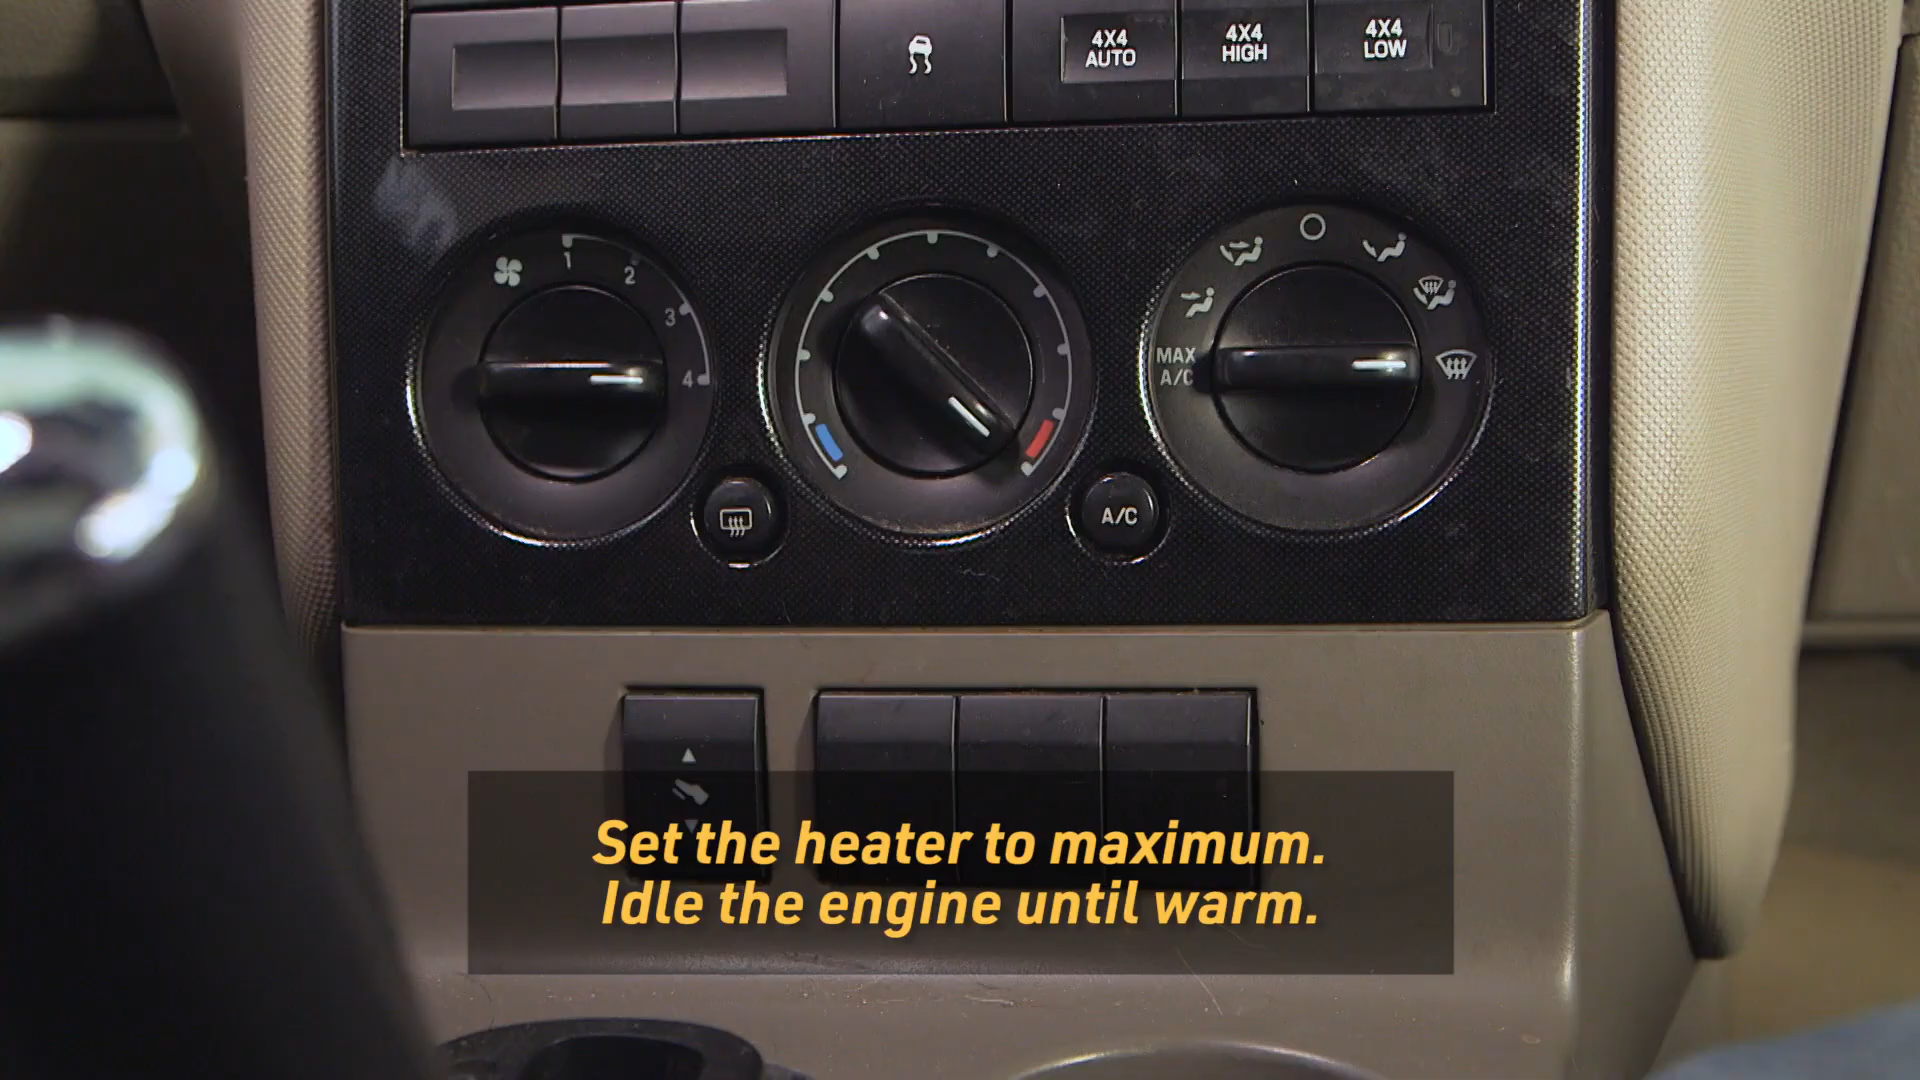 4X4
AUTO
4X4
HIGH
4X4
LOW
1
2
3
4
MAX
A/C
A/C
Set the heater to maximum.
Idle the engine until warm.